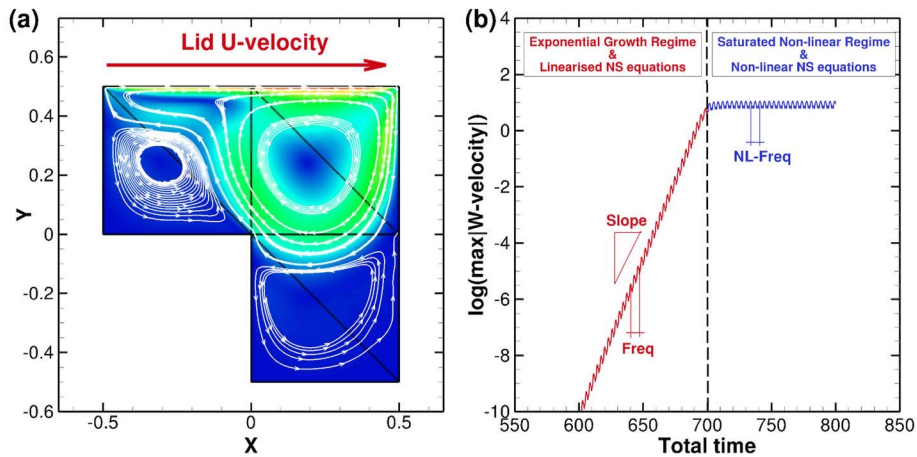 (a)
Lid U-velocity
0.6
0.4
0.2
0
-0.2
-0.4
-0.6
Y
-0.5
0
0.5
X
(b)
Exponential Growth Regime
&
Linearised NS equations
Saturated Non-linear Regime
&
Non-linear NS equations
4
2
0
-2
-4
-6
-8
-10
log(max|W-velocity|)
NL-Freq
Slope
Freq
550
600
650
700
750
800
850
Total time